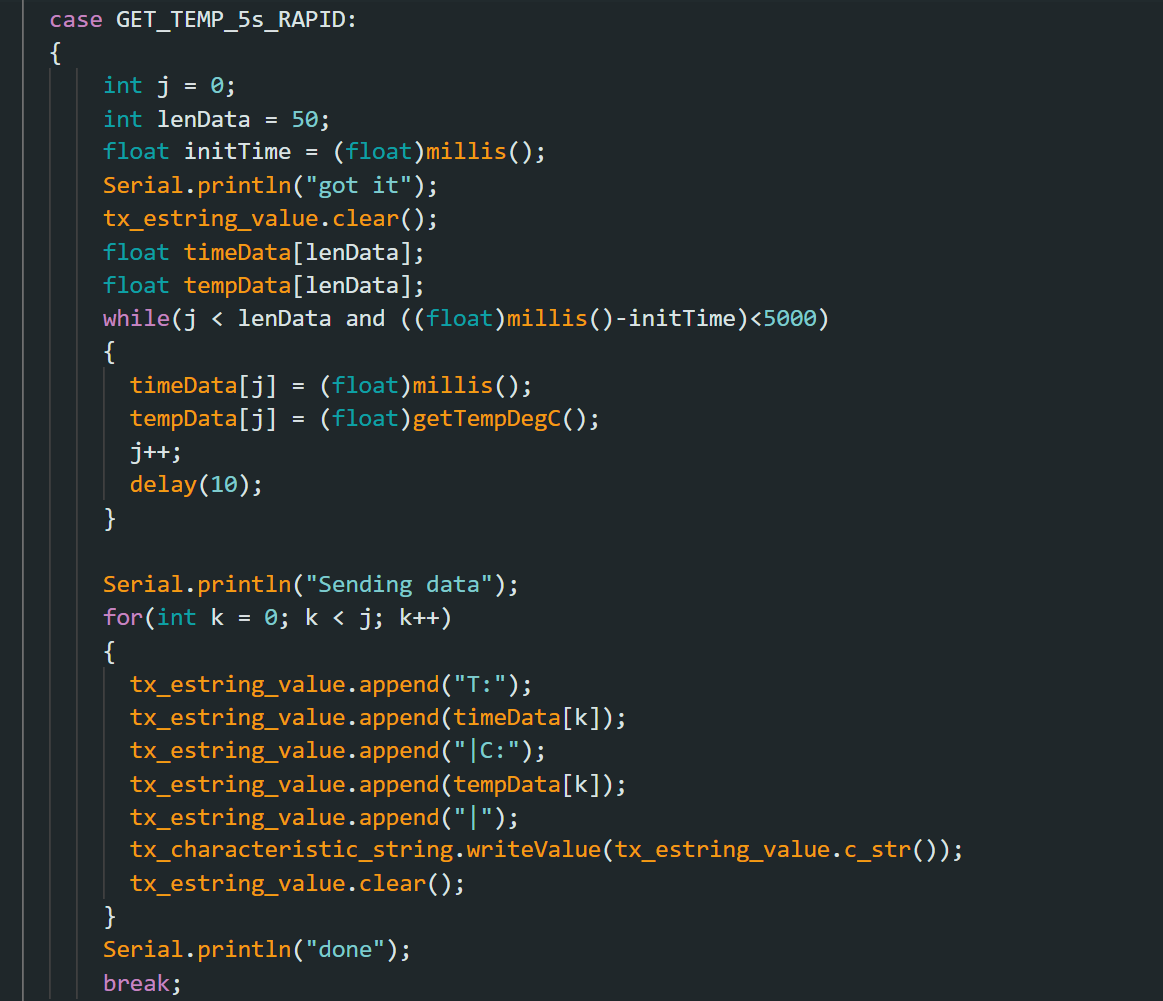 case GET_TEMP_5s_RAPID:
{
int j = 0;
int lenData = 50;
float initTime = (float)millis();
Serial.println("got it");
tx_estring_value.clear();
float timeData[lenData];
float tempData[lenData];
while(j < lenData and ((float)millis()-initTime)<5000)
{
timeData[j] = (float)millis();
tempData[j] = (float)getTempDegC();
j++;
delay(10);
}
Serial.println("Sending data");
for(int k = 0; k < j; k++)
{
tx_estring_value.append("T:");
tx_estring_value.append(timeData[k]);
tx_estring_value.append("|C:");
tx_estring_value.append(tempData[k]);
tx_estring_value.append("|");
tx_characteristic_string.writeValue(tx_estring_value.c_str());
tx_estring_value.clear();
}
Serial.println("done");
break;